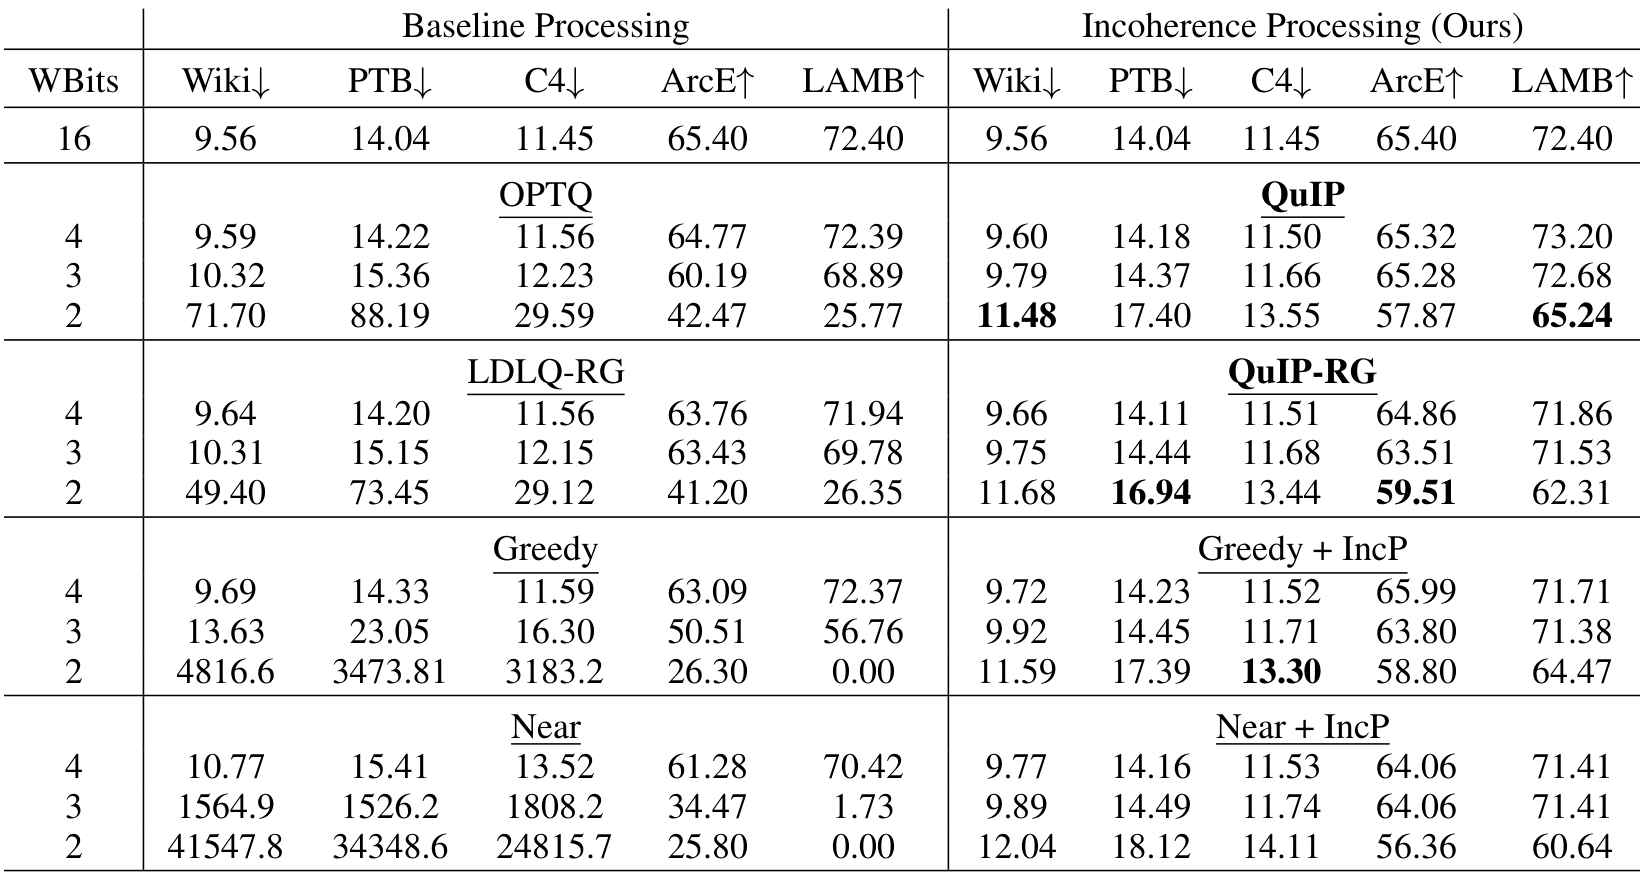 Baseline Processing Incoherence Processing (Ours)
WBits Wiki↓ PTB↓ C4↓ ArcE↑ LAMB↑ Wiki↓ PTB↓ C4↓ ArcE↑ LAMB↑
16 9.56 14.04 11.45 65.40 72.40 9.56 14.04 11.45 65.40 72.40
OPTQ QuIP
4 9.59 14.22 11.56 64.77 72.39 9.60 14.18 11.50 65.32 73.20
3 10.32 15.36 12.23 60.19 68.89 9.79 14.37 11.66 65.28 72.68
2 71.70 88.19 29.59 42.47 25.77 11.48 17.40 13.55 57.87 65.24
LDLQ-RG QuIP-RG
4 9.64 14.20 11.56 63.76 71.94 9.66 14.11 11.51 64.86 71.86
3 10.31 15.15 12.15 63.43 69.78 9.75 14.44 11.68 63.51 71.53
2 49.40 73.45 29.12 41.20 26.35 11.68 16.94 13.44 59.51 62.31
Greedy Greedy + IncP
4 9.69 14.33 11.59 63.09 72.37 9.72 14.23 11.52 65.99 71.71
3 13.63 23.05 16.30 50.51 56.76 9.92 14.45 11.71 63.80 71.38
2 4816.6 3473.81 3183.2 26.30 0.00 11.59 17.39 13.30 58.80 64.47
Near Near + IncP
4 10.77 15.41 13.52 61.28 70.42 9.77 14.16 11.53 64.06 71.41
3 1564.9 1526.2 1808.2 34.47 1.73 9.89 14.49 11.74 64.06 71.41
2 41547.8 34348.6 24815.7 25.80 0.00 12.04 18.12 14.11 56.36 60.64